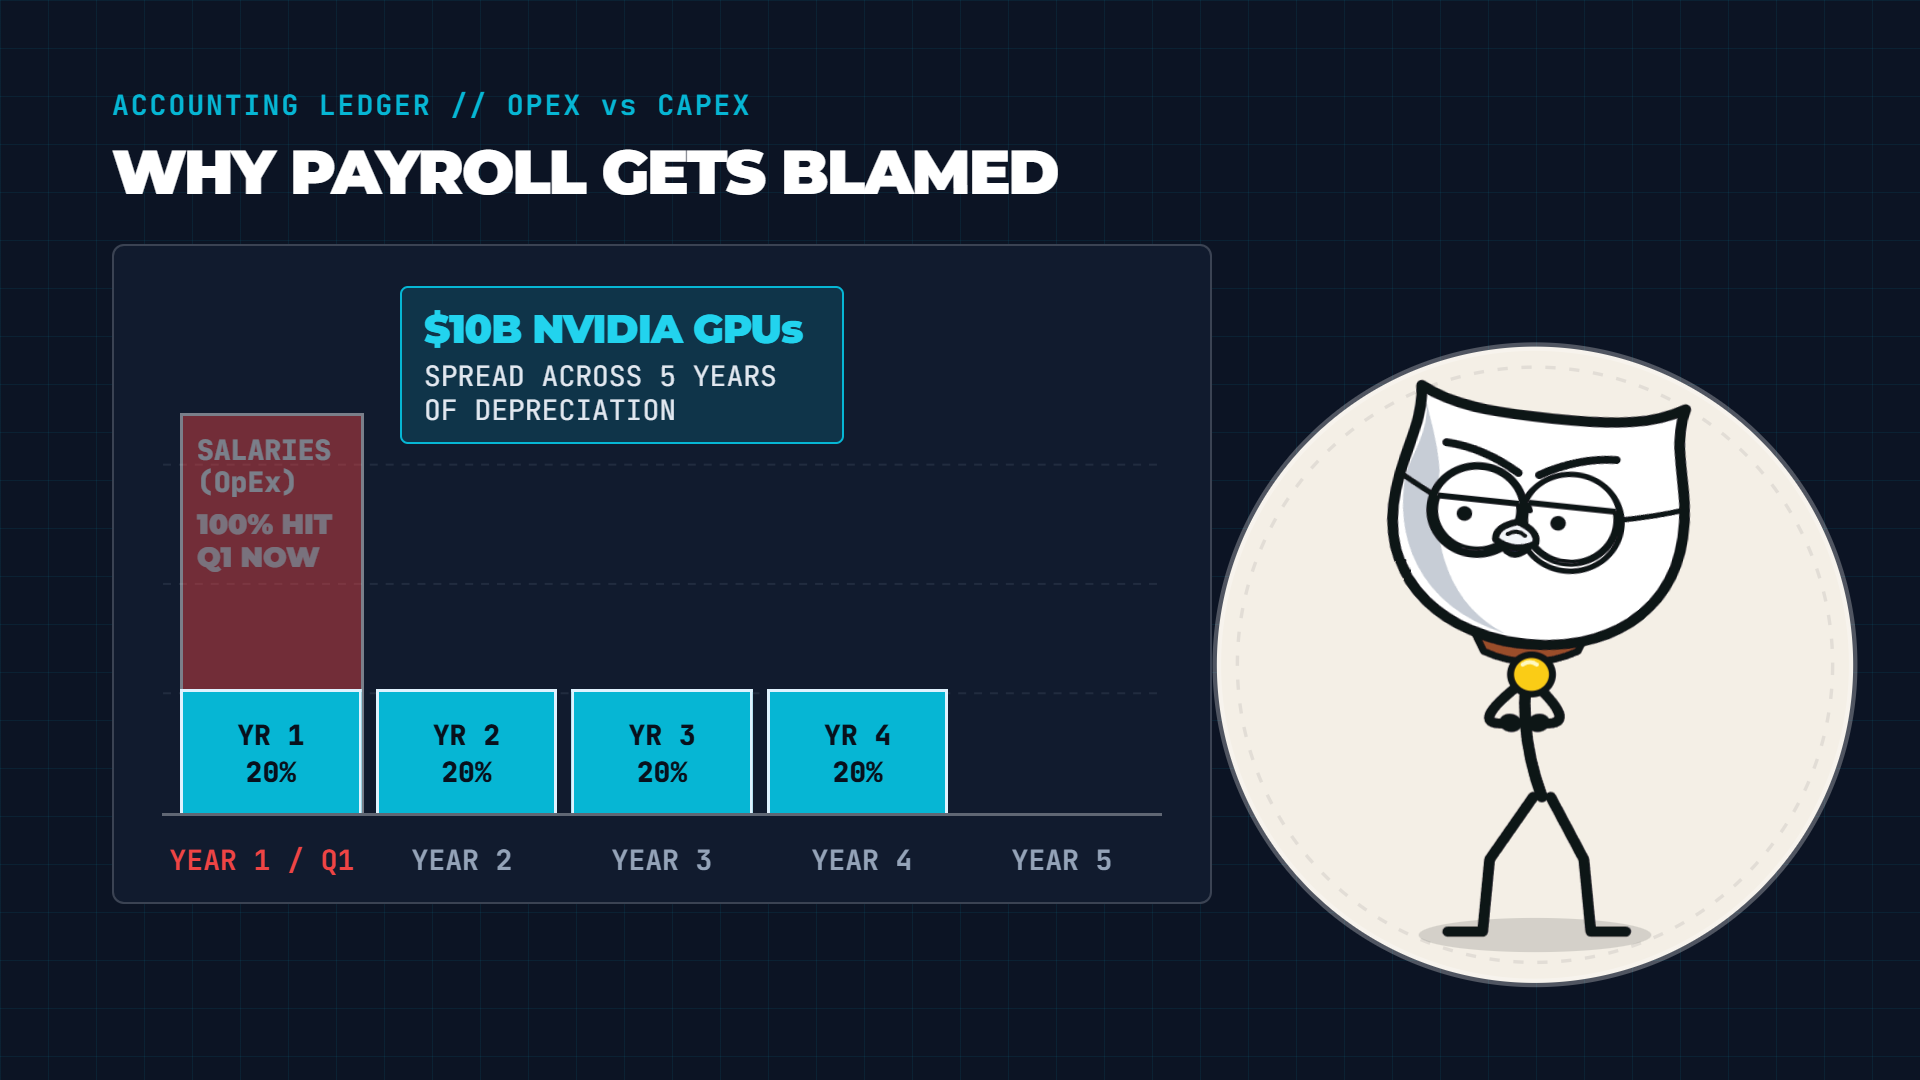 ACCOUNTING LEDGER // OPEX vs CAPEX
WHY PAYROLL GETS BLAMED
$10B NVIDIA GPUs
SPREAD ACROSS 5 YEARS
OF DEPRECIATION
SALARIES
(OpEx)
100% HIT
Q1 NOW
YR 1
20%
YR 2
20%
YR 3
20%
YR 4
20%
YEAR 1 / Q1
YEAR 2
YEAR 3
YEAR 4
YEAR 5